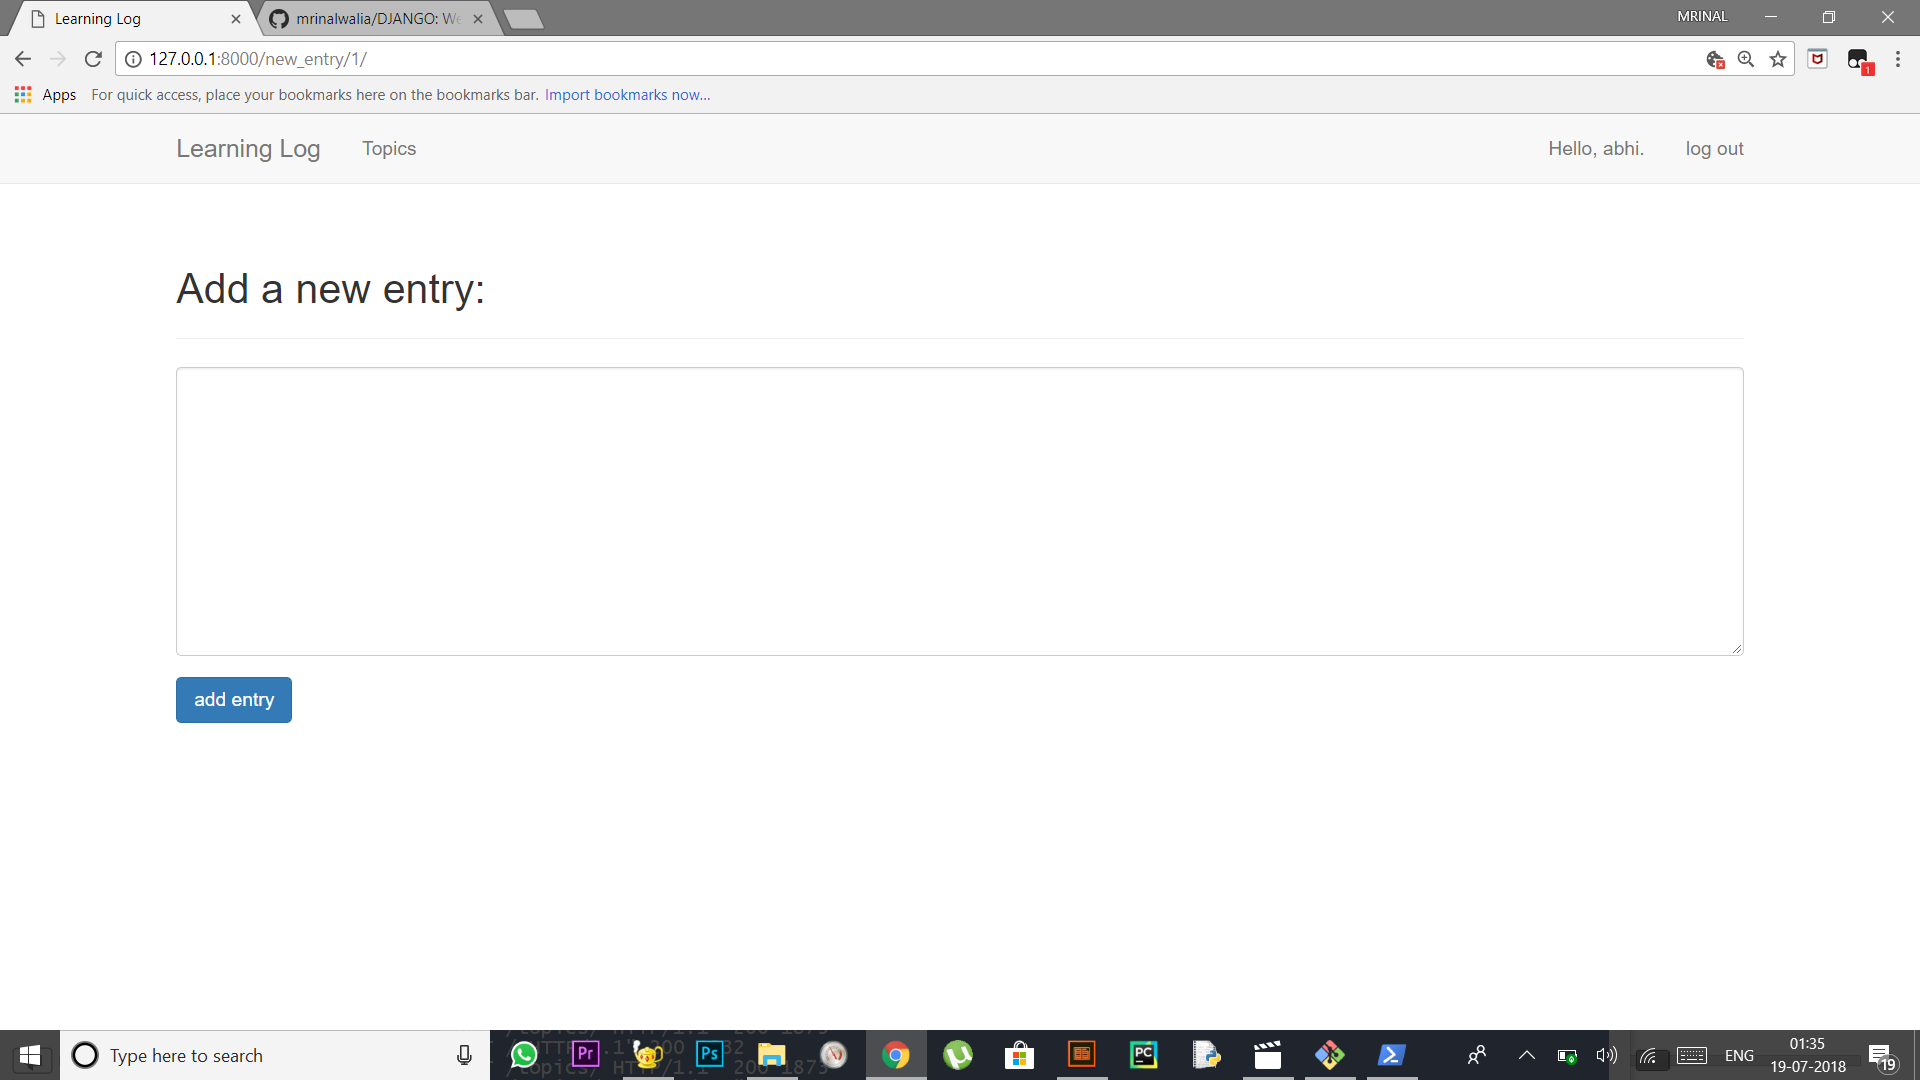 Learning Log
mrinalwalia/DJANGO: We
MRINAL
127.0.0.1:8000/new_entry/1/
1
Apps
For quick access, place your bookmarks here on the bookmarks bar. Import bookmarks now...
Learning Log
Topics
Hello, abhi.
log out
Add a new entry:
add entry
Type here to search
Pr
Ps
PC
ENG
01:35
19-07-2018
19